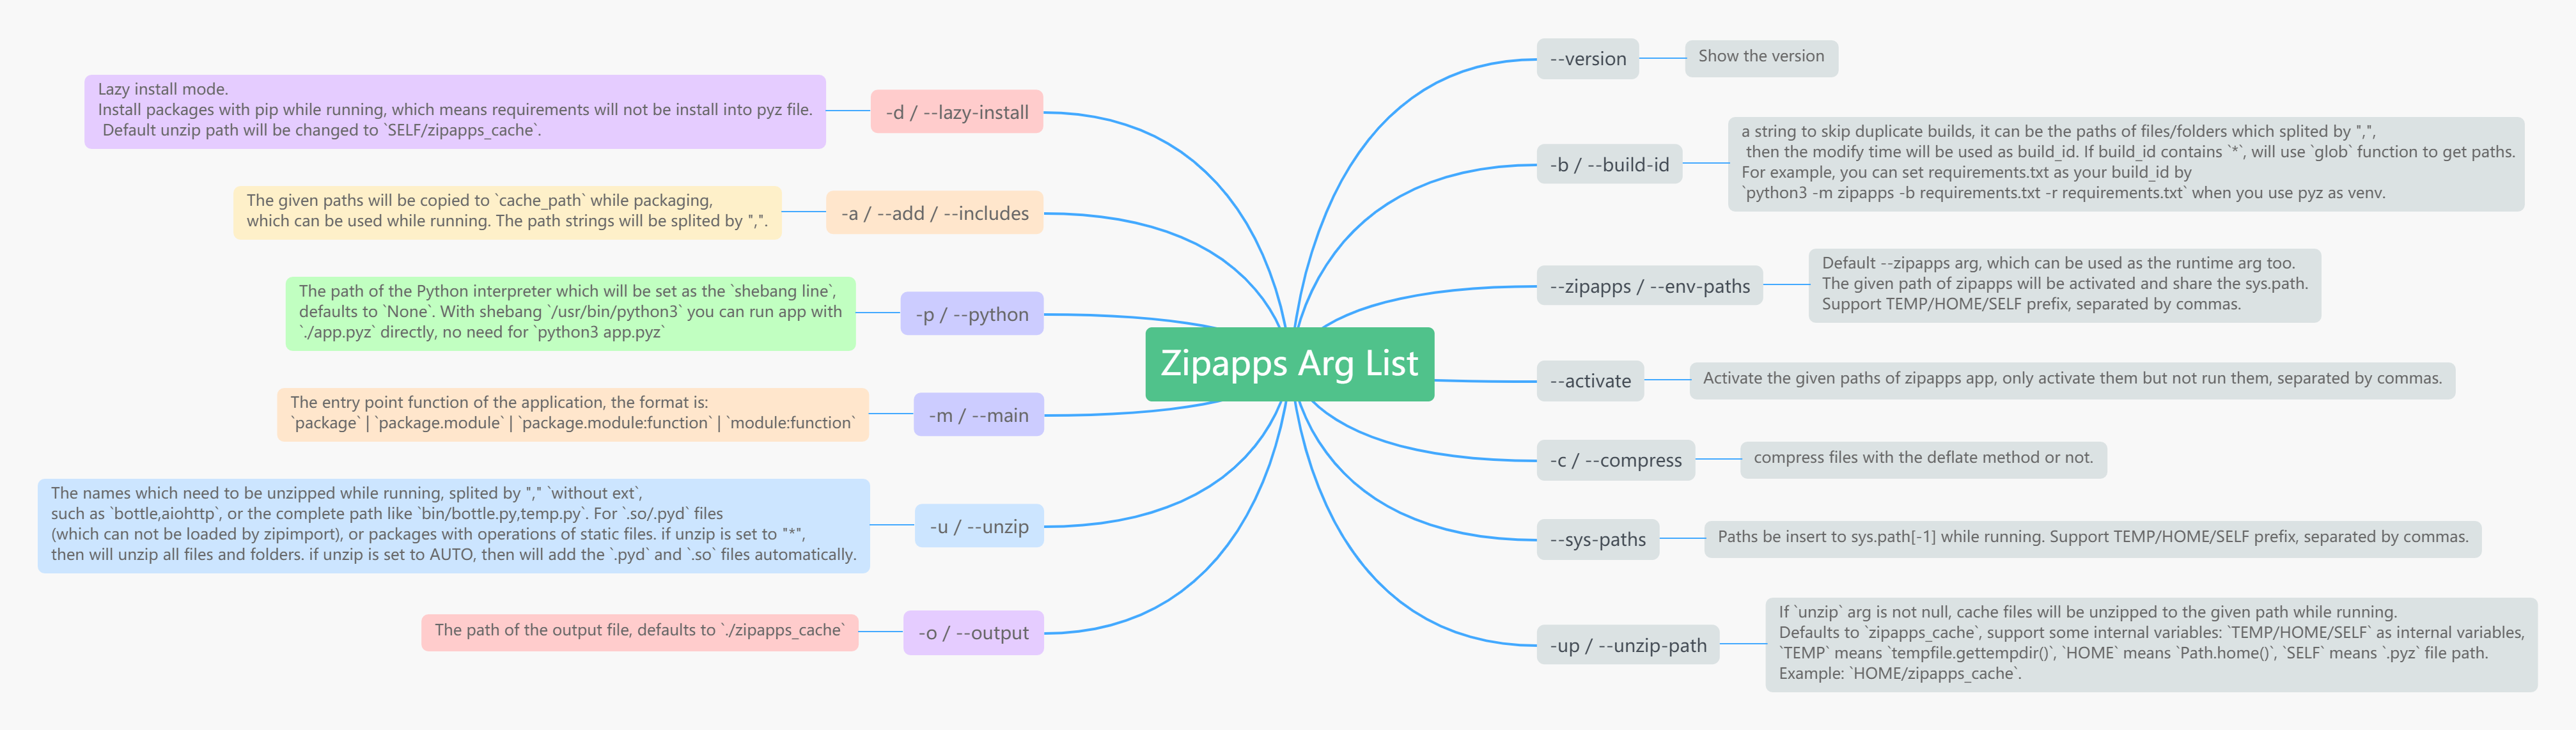 Zipapps Arg List
-d / --lazy-install
Lazy install mode.
Install packages with pip while running, which means requirements will not be install into pyz file.
Default unzip path will be changed to `SELF/zipapps_cache`.
-a / --add / --includes
The given paths will be copied to `cache_path` while packaging,
which can be used while running. The path strings will be splited by ",".
-p / --python
The path of the Python interpreter which will be set as the `shebang line`,
defaults to `None`. With shebang `/usr/bin/python3` you can run app with
`./app.pyz` directly, no need for `python3 app.pyz`
-m / --main
The entry point function of the application, the format is:
`package` | `package.module` | `package.module:function` | `module:function`
-u / --unzip
The names which need to be unzipped while running, splited by "," `without ext`,
such as `bottle,aiohttp`, or the complete path like `bin/bottle.py,temp.py`. For `.so/.pyd` files
(which can not be loaded by zipimport), or packages with operations of static files. if unzip is set to "*",
then will unzip all files and folders. if unzip is set to AUTO, then will add the `.pyd` and `.so` files automatically.
-o / --output
The path of the output file, defaults to `./zipapps_cache`
--version
Show the version
-b / --build-id
a string to skip duplicate builds, it can be the paths of files/folders which splited by ",",
then the modify time will be used as build_id. If build_id contains `*`, will use `glob` function to get paths.
For example, you can set requirements.txt as your build_id by
`python3 -m zipapps -b requirements.txt -r requirements.txt` when you use pyz as venv.
--zipapps / --env-paths
Default --zipapps arg, which can be used as the runtime arg too.
The given path of zipapps will be activated and share the sys.path.
Support TEMP/HOME/SELF prefix, separated by commas.
--activate
Activate the given paths of zipapps app, only activate them but not run them, separated by commas.
-c / --compress
compress files with the deflate method or not.
--sys-paths
Paths be insert to sys.path[-1] while running. Support TEMP/HOME/SELF prefix, separated by commas.
-up / --unzip-path
If `unzip` arg is not null, cache files will be unzipped to the given path while running.
Defaults to `zipapps_cache`, support some internal variables: `TEMP/HOME/SELF` as internal variables,
`TEMP` means `tempfile.gettempdir()`, `HOME` means `Path.home()`, `SELF` means `.pyz` file path.
Example: `HOME/zipapps_cache`.